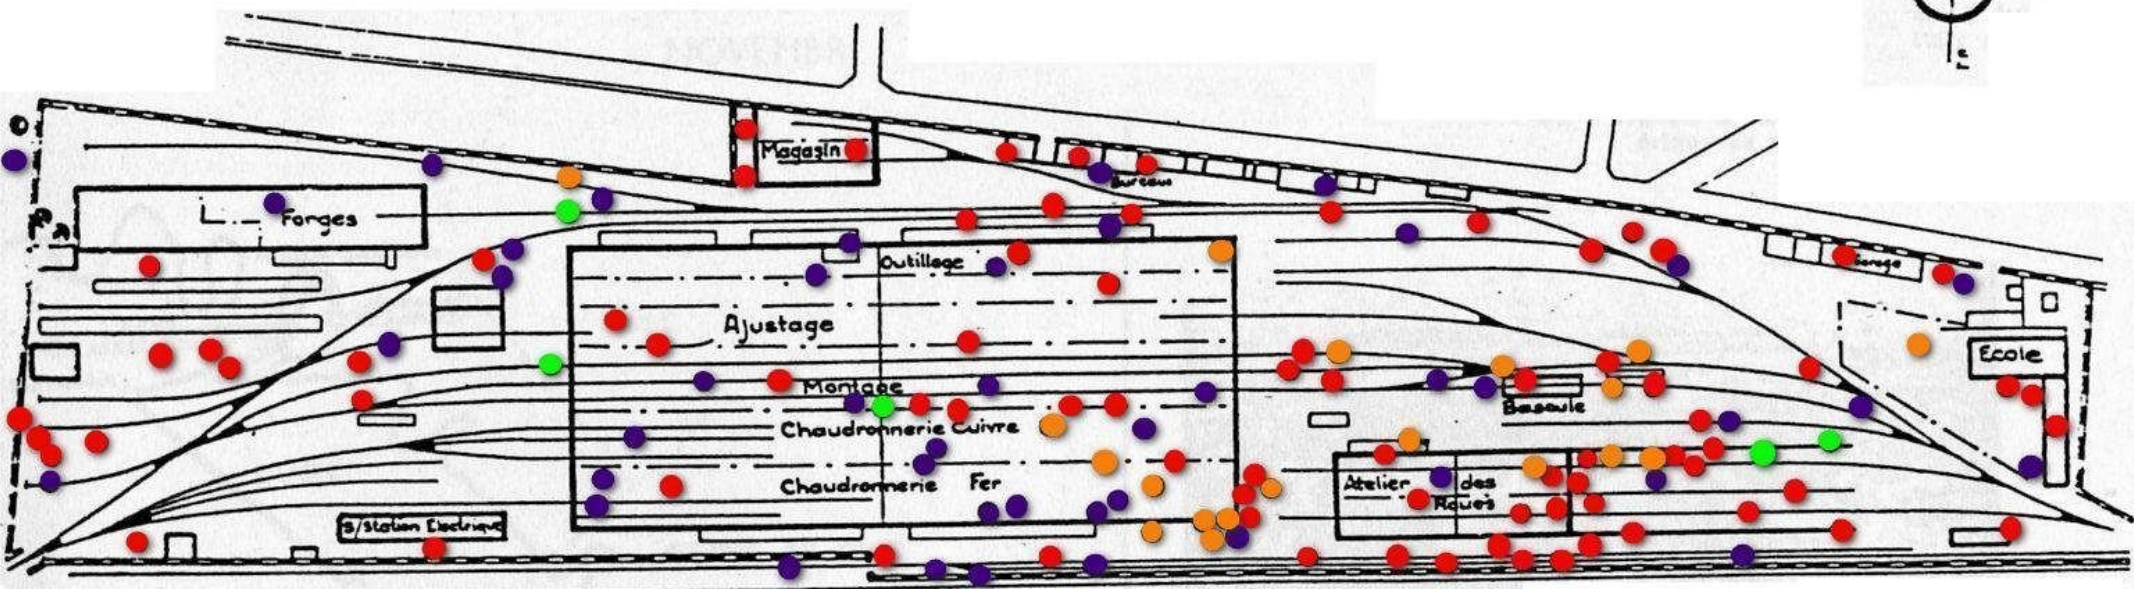 Magasin
Bureaux
Forges
Outillage
Garage
Ajustage
Ecole
Montage
Bascule
Chaudronnerie Cuivre
Chaudronnerie Fer
Atelier des
Roues
S/Station Electrique